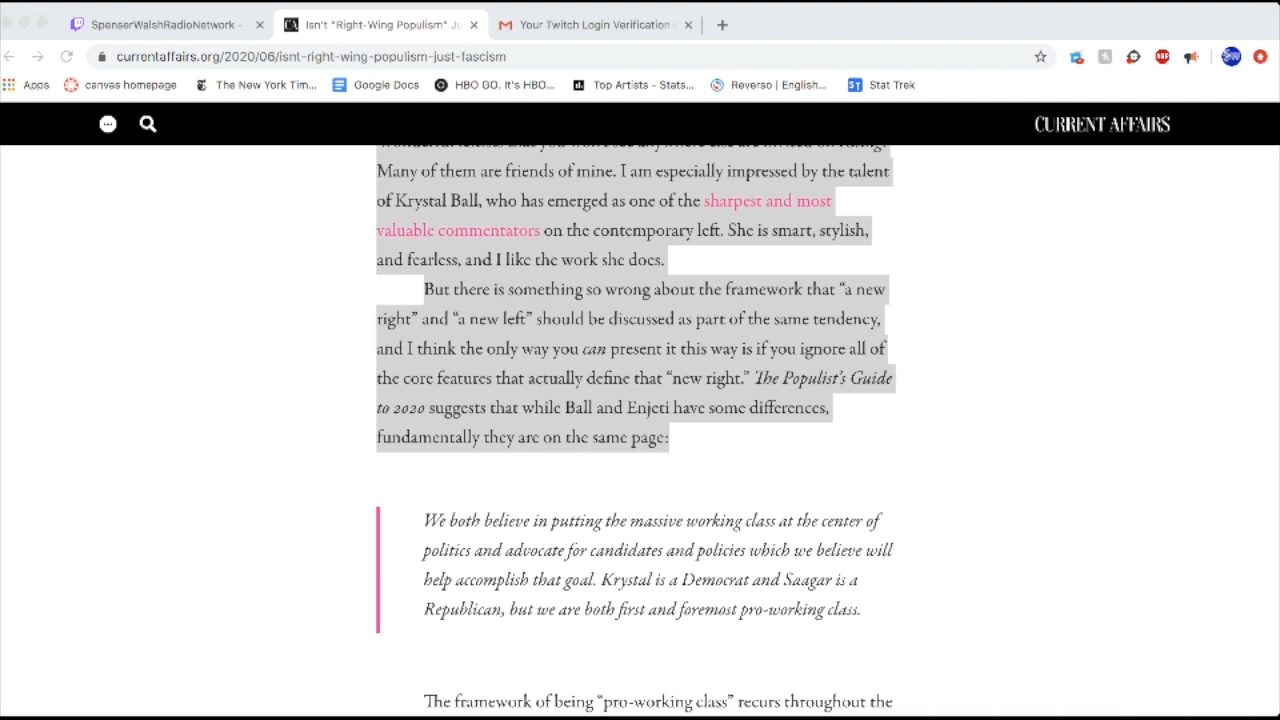 SpenserWalshRadioNetwork -
Isn't "Right-Wing Populism" Ju
Your Twitch Login Verification
currentaffairs.org/2020/06/isnt-right-wing-populism-just-fascism
Apps
canvas homepage
The New York Tim...
Google Docs
HBO GO. It's HBO...
Top Artists - Stats...
Reverso | English...
ST Stat Trek
CURRENT AFFAIRS
Many of them are friends of mine. I am especially impressed by the talent
of Krystal Ball, who has emerged as one of the sharpest and most
valuable commentators on the contemporary left. She is smart, stylish,
and fearless, and I like the work she does.
But there is something so wrong about the framework that “a new
right” and “a new left” should be discussed as part of the same tendency,
and I think the only way you can present it this way is if you ignore all of
the core features that actually define that “new right.” The Populist’s Guide
to 2020 suggests that while Ball and Enjeti have some differences,
fundamentally they are on the same page:
We both believe in putting the massive working class at the center of
politics and advocate for candidates and policies which we believe will
help accomplish that goal. Krystal is a Democrat and Saagar is a
Republican, but we are both first and foremost pro-working class.
The framework of being “pro-working class” recurs throughout the